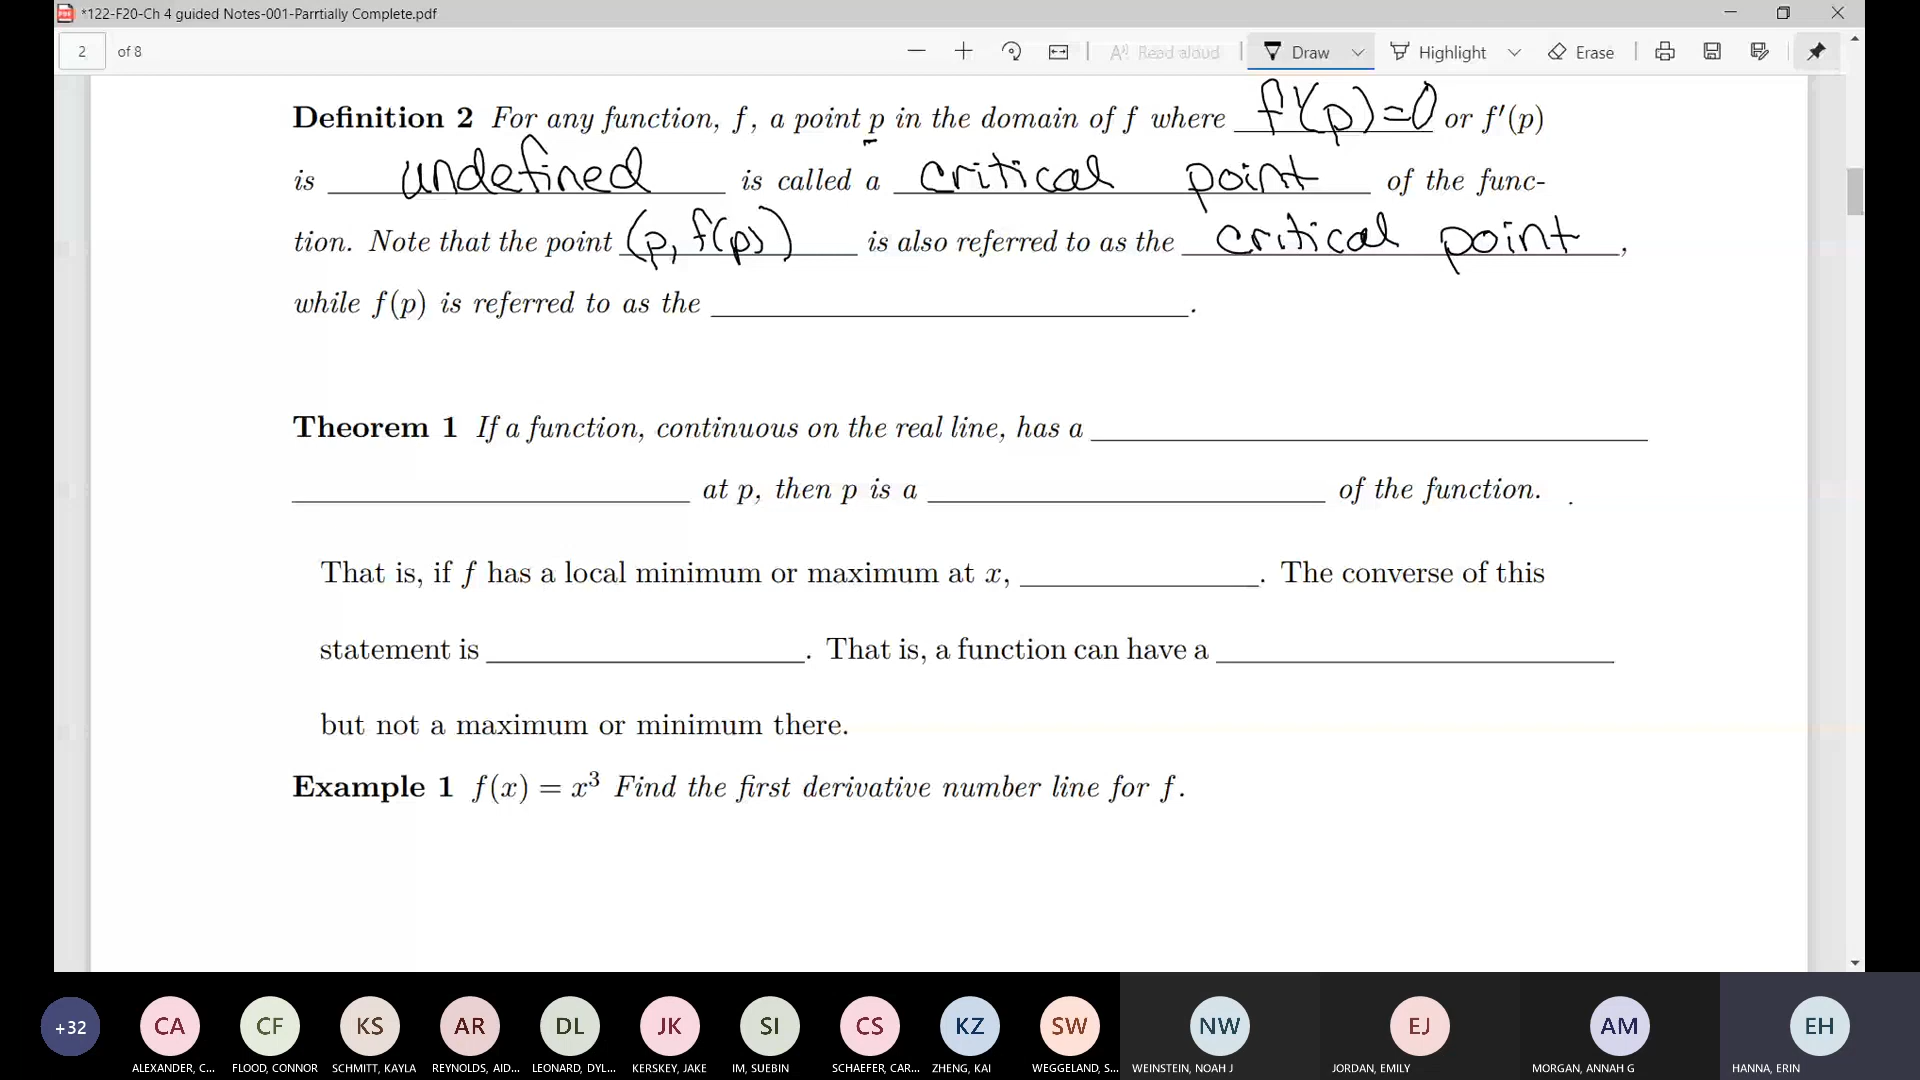 *122-F20-Ch 4 guided Notes-001-Parrtially Complete.pdf
2 of 8 Read aloud Draw Highlight Erase
Definition 2 For any function, f, a point p in the domain of f where f'(p)=0 or f′(p)
is undefined is called a critical point of the func-
tion. Note that the point (p, f(p)) is also referred to as the critical point,
while f(p) is referred to as the ____.
Theorem 1 If a function, continuous on the real line, has a ____
____ at p, then p is a ____ of the function.
That is, if f has a local minimum or maximum at x, ____. The converse of this
statement is ____. That is, a function can have a ____
but not a maximum or minimum there.
Example 1 f(x) = x³ Find the first derivative number line for f.
+32 CA CF KS AR DL JK SI CS KZ SW NW EJ AM EH
ALEXANDER, C... FLOOD, CONNOR SCHMITT, KAYLA REYNOLDS, AID... LEONARD, DYL... KERSKEY, JAKE IM, SUEBIN SCHAEFER, CAR... ZHENG, KAI WEGGELAND, S... WEINSTEIN, NOAH J JORDAN, EMILY MORGAN, ANNAH G HANNA, ERIN